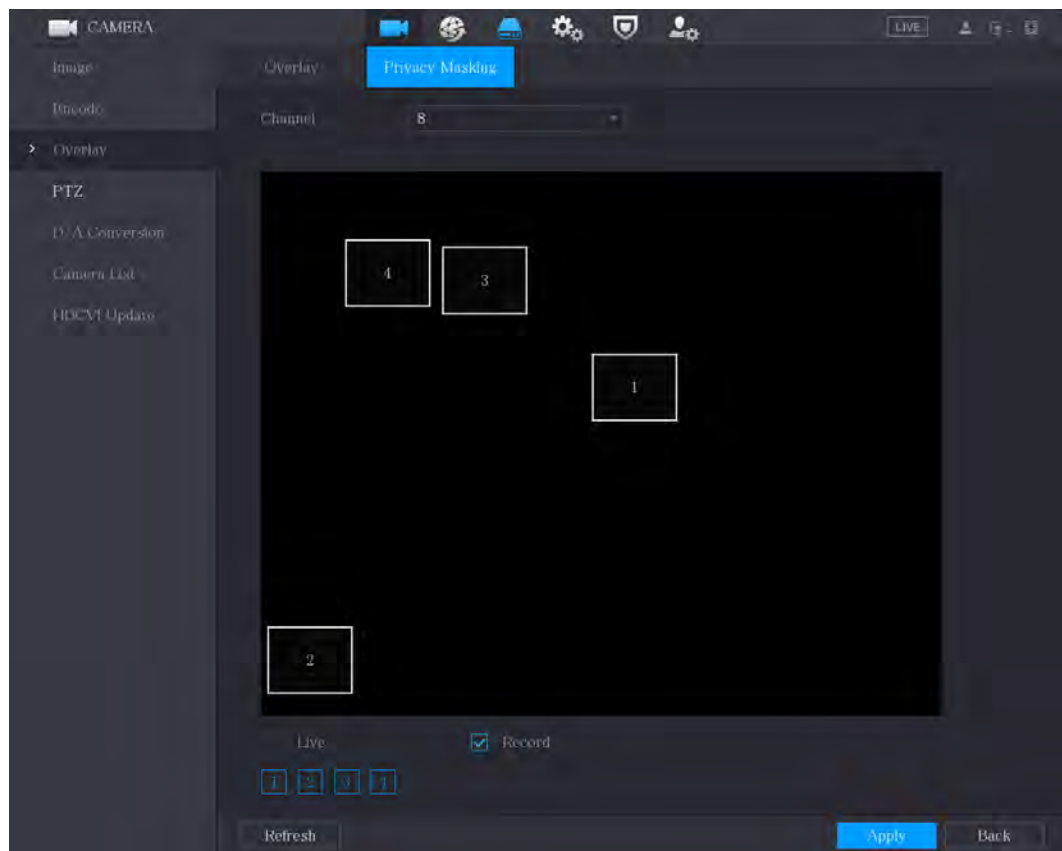 CAMERA
LIVE
Image
Overlay
Privacy Masking
Encode
Channel
8
Overlay
PTZ
D/A Conversion
Camera List
HDCVI Update
4
3
1
2
Live
Record
1 2 3 4
Refresh
Apply
Back